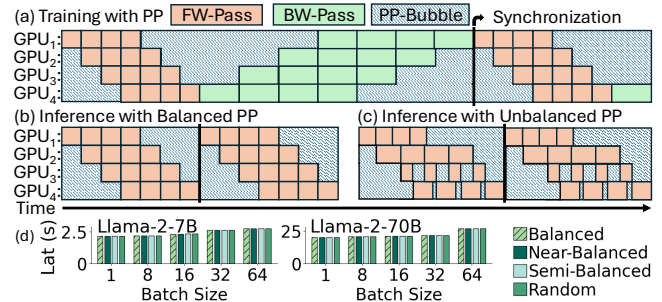 (a) Training with PP FW-Pass BW-Pass PP-Bubble Synchronization
GPU1:
GPU2:
GPU3:
GPU4:
(b) Inference with Balanced PP (c) Inference with Unbalanced PP
GPU1:
GPU2:
GPU3:
GPU4:
Time
(d) Llama-2-7B Llama-2-70B
Lat (s)
2.5
0
25
0
1 8 16 32 64
1 8 16 32 64
Batch Size
Batch Size
Balanced
Near-Balanced
Semi-Balanced
Random